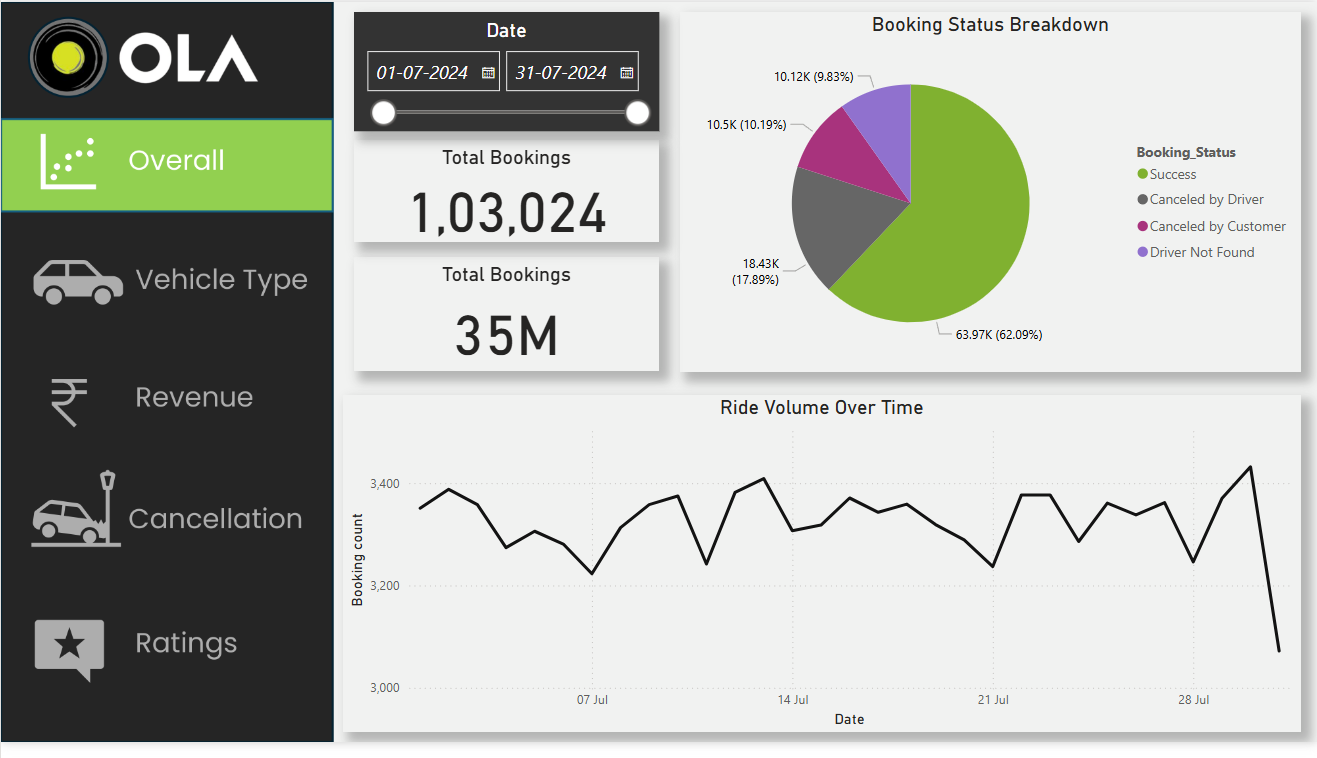 OLA
Overall
Vehicle Type
Revenue
Cancellation
Ratings
Date
01-07-2024 31-07-2024
Total Bookings
1,03,024
Total Bookings
35M
Booking Status Breakdown
10.12K (9.83%)
10.5K (10.19%)
18.43K
(17.89%)
63.97K (62.09%)
Booking_Status
Success
Canceled by Driver
Canceled by Customer
Driver Not Found
Ride Volume Over Time
Booking count
3,400
3,200
3,000
07 Jul 14 Jul 21 Jul 28 Jul
Date